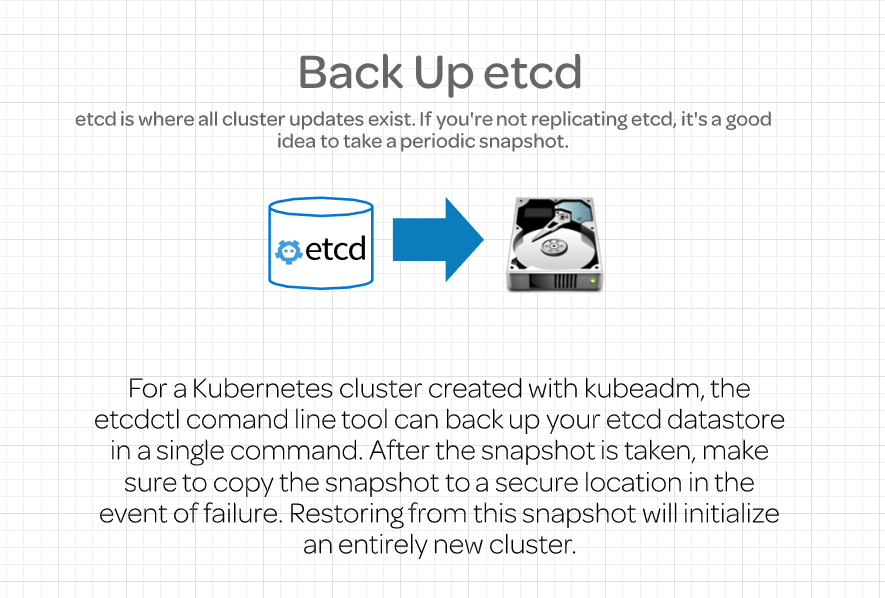 Back Up etcd
etcd is where all cluster updates exist. If you're not replicating etcd, it's a good
idea to take a periodic snapshot.
etcd
For a Kubernetes cluster created with kubeadm, the
etcdctl comand line tool can back up your etcd datastore
in a single command. After the snapshot is taken, make
sure to copy the snapshot to a secure location in the
event of failure. Restoring from this snapshot will initialize
an entirely new cluster.